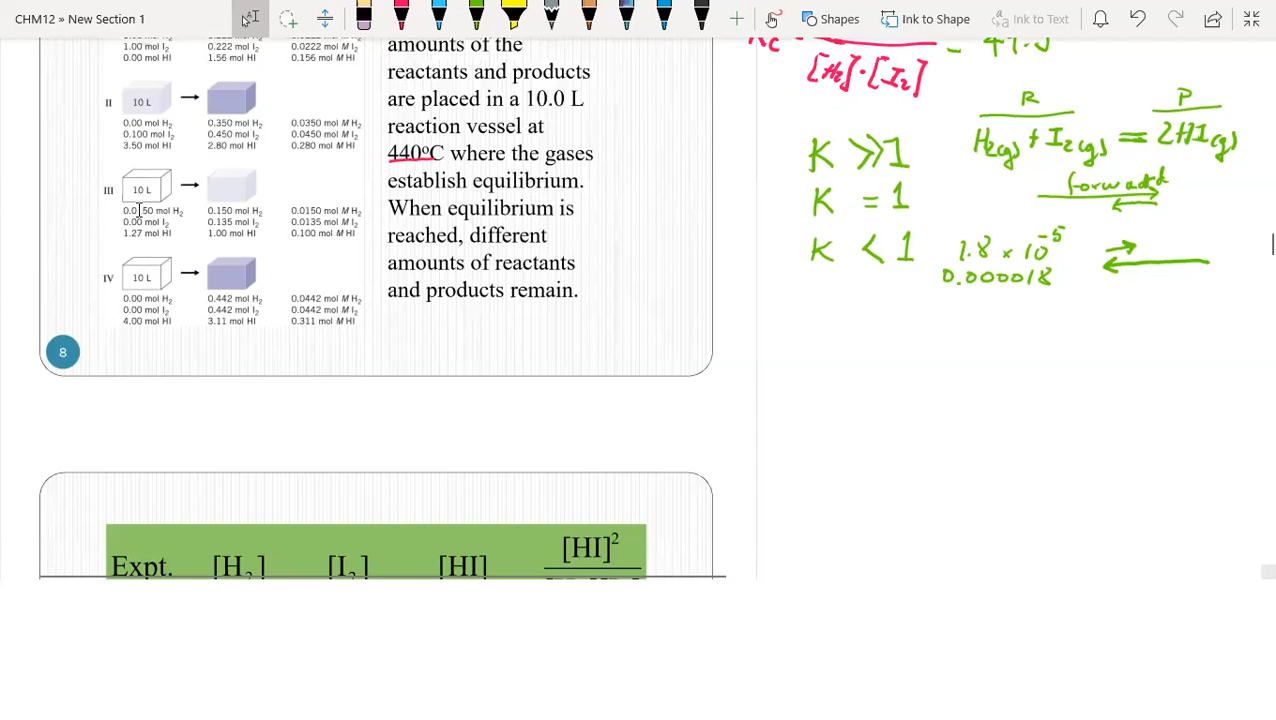 CHM12 » New Section 1
Shapes
Ink to Shape
Ink to Text
1.00 mol I2
0.00 mol HI
0.222 mol I2
1.56 mol HI
0.0222 mol M I2
0.156 mol M HI
II
10 L
0.00 mol H2
0.100 mol I2
3.50 mol HI
0.350 mol H2
0.450 mol I2
2.80 mol HI
0.0350 mol M H2
0.0450 mol M I2
0.280 mol M HI
III
10 L
0.0150 mol H2
0.00 mol I2
1.27 mol HI
0.150 mol H2
0.135 mol I2
1.00 mol HI
0.0150 mol M H2
0.0135 mol M I2
0.100 mol M HI
IV
10 L
0.00 mol H2
0.00 mol I2
4.00 mol HI
0.442 mol H2
0.442 mol I2
3.11 mol HI
0.0442 mol M H2
0.0442 mol M I2
0.311 mol M HI
amounts of the
reactants and products
are placed in a 10.0 L
reaction vessel at
440ºC where the gases
establish equilibrium.
When equilibrium is
reached, different
amounts of reactants
and products remain.
8
Expt. [H2] [I2] [HI]
[HI]²
[H2]·[I2]
R P
H2(g) + I2(g) = 2HI(g)
forward
K >> 1
K = 1
K < 1
1.8 × 10⁻⁵
0.000018